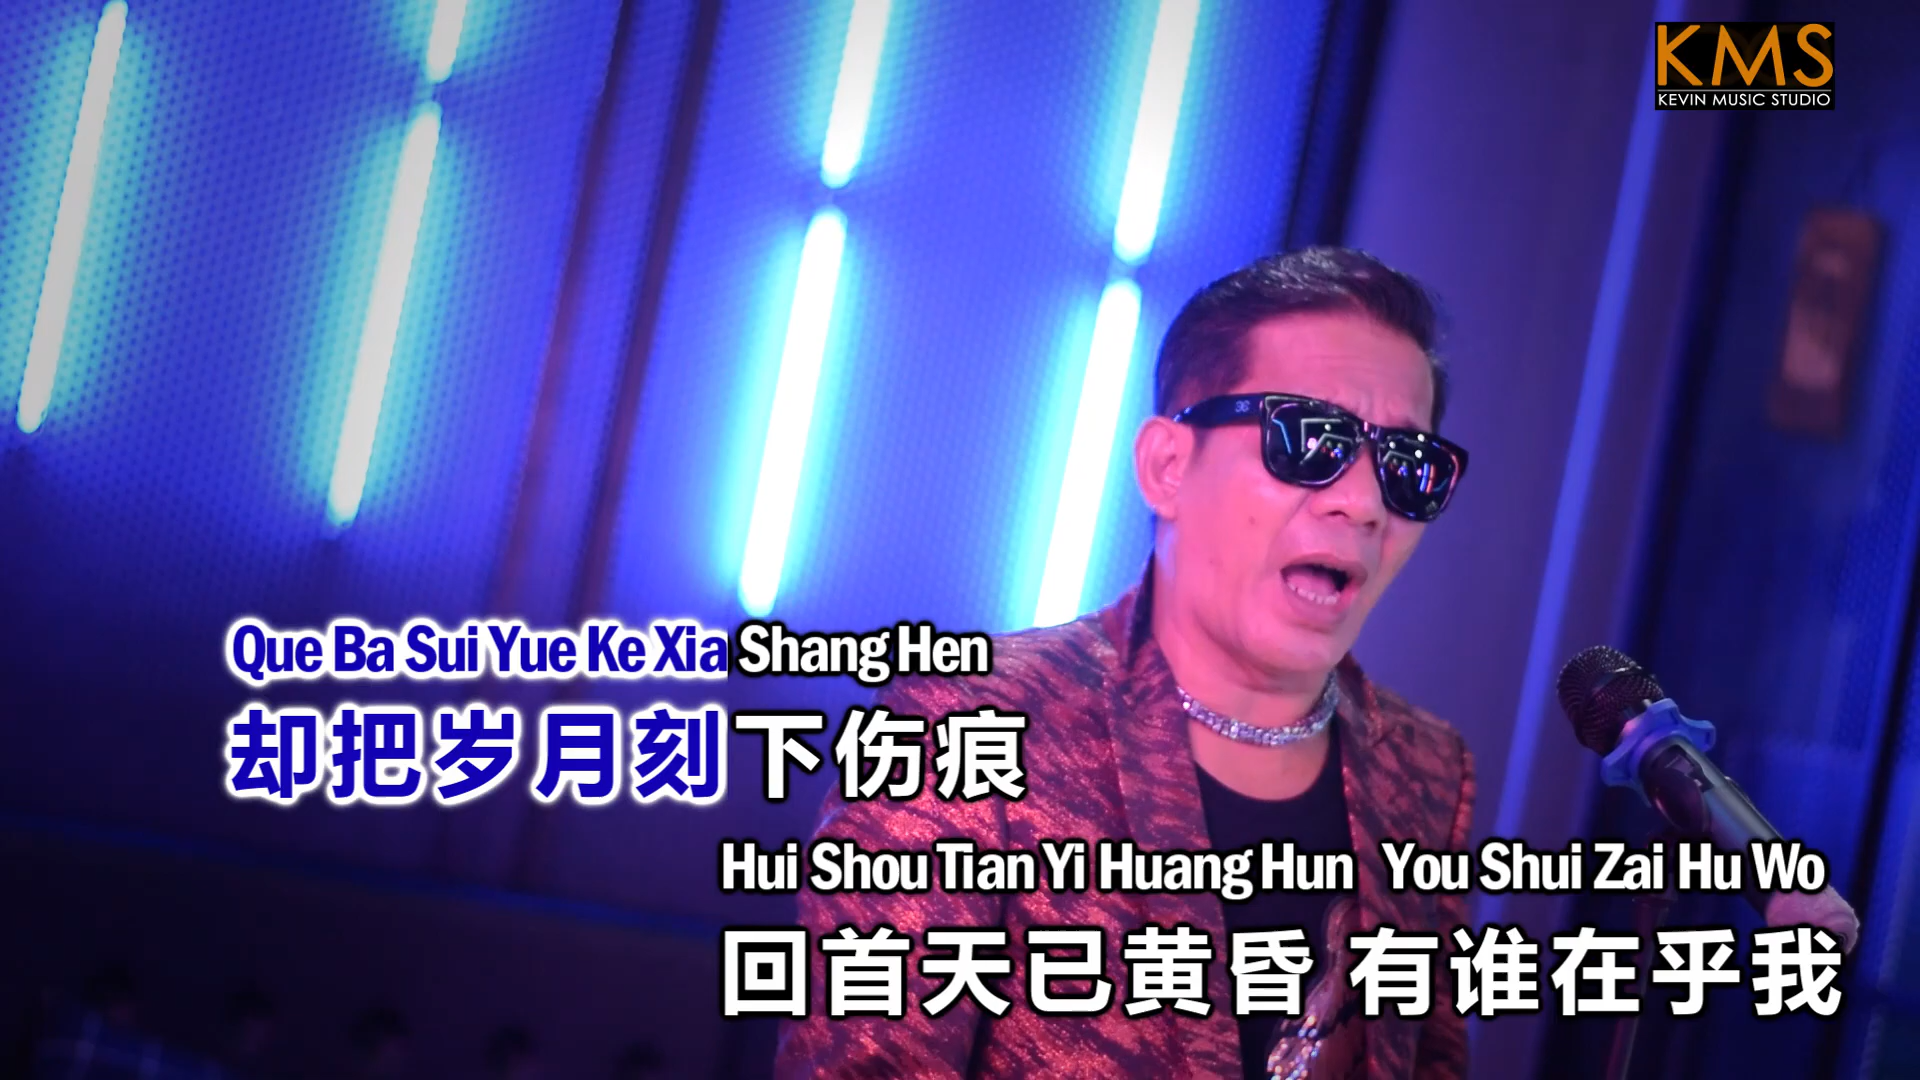 KMS
KEVIN MUSIC STUDIO
Que Ba Sui Yue Ke Xia Shang Hen
却把岁月刻下伤痕
Hui Shou Tian Yi Huang Hun You Shui Zai Hu Wo
回首天已黄昏 有谁在乎我